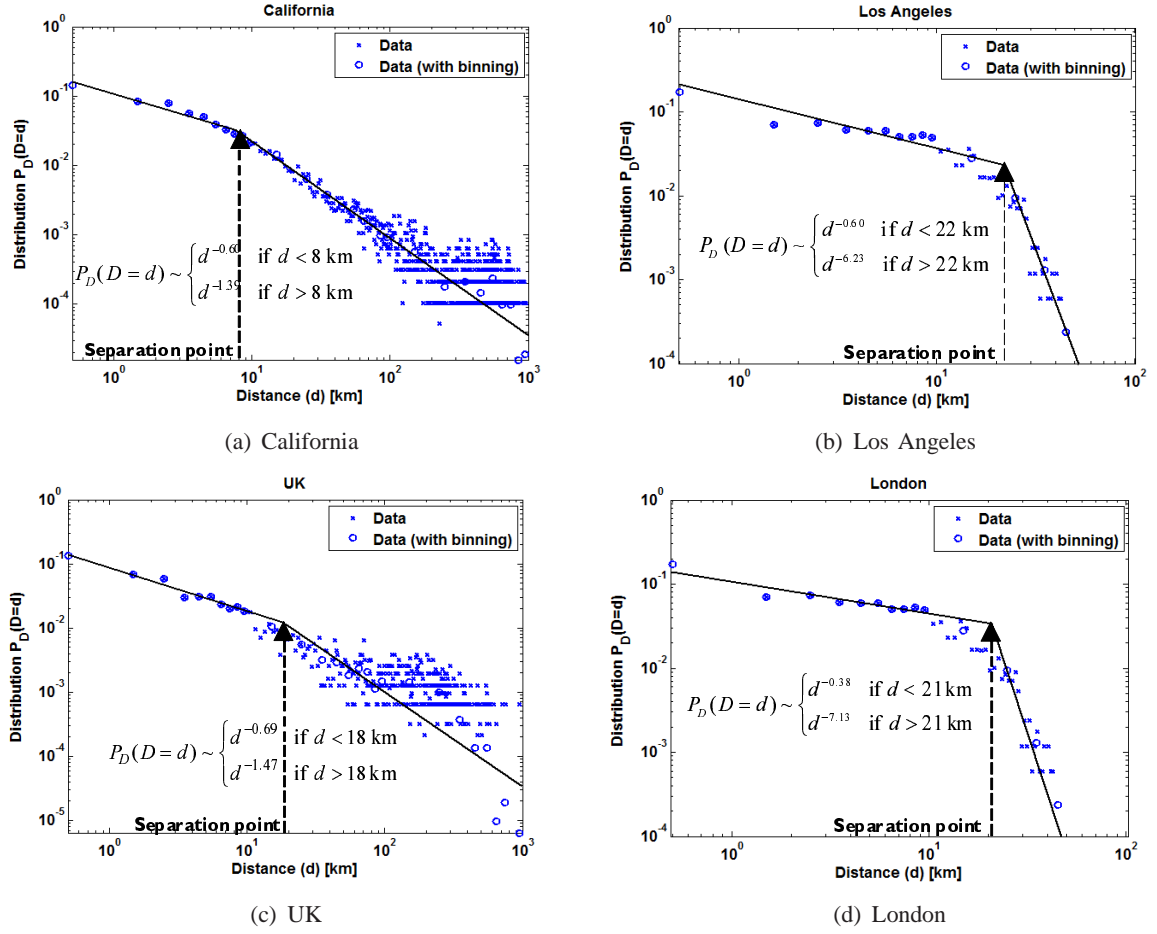 California
Data
Data (with binning)
10^0
10^-1
10^-2
10^-3
10^-4
Distribution P_D(D=d)
P_D(D=d) ~ { d^-0.60 if d < 8 km
d^-1.39 if d > 8 km
Separation point
10^0 10^1 10^2 10^3
Distance (d) [km]
(a) California
Los Angeles
Data
Data (with binning)
10^0
10^-1
10^-2
10^-3
10^-4
Distribution P_D(D=d)
P_D(D=d) ~ { d^-0.60 if d < 22 km
d^-6.23 if d > 22 km
Separation point
10^0 10^1 10^2
Distance (d) [km]
(b) Los Angeles
UK
Data
Data (with binning)
10^0
10^-1
10^-2
10^-3
10^-4
10^-5
Distribution P_D(D=d)
P_D(D=d) ~ { d^-0.69 if d < 18 km
d^-1.47 if d > 18 km
Separation point
10^0 10^1 10^2 10^3
Distance (d) [km]
(c) UK
London
Data
Data (with binning)
10^0
10^-1
10^-2
10^-3
10^-4
Distribution P_D(D=d)
P_D(D=d) ~ { d^-0.38 if d < 21 km
d^-7.13 if d > 21 km
Separation point
10^0 10^1 10^2
Distance (d) [km]
(d) London